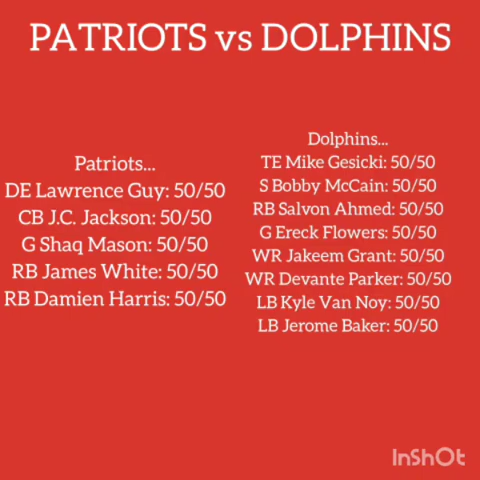 PATRIOTS vs DOLPHINS
Patriots...
DE Lawrence Guy: 50/50
CB J.C. Jackson: 50/50
G Shaq Mason: 50/50
RB James White: 50/50
RB Damien Harris: 50/50
Dolphins...
TE Mike Gesicki: 50/50
S Bobby McCain: 50/50
RB Salvon Ahmed: 50/50
G Ereck Flowers: 50/50
WR Jakeem Grant: 50/50
WR Devante Parker: 50/50
LB Kyle Van Noy: 50/50
LB Jerome Baker: 50/50
InShOt